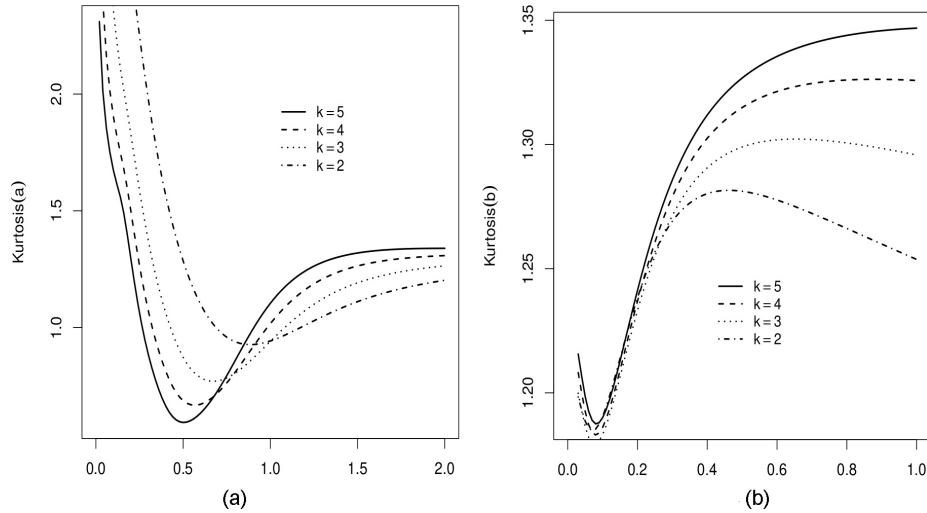 Kurtosis(a)
2.0
1.5
1.0
k = 5
k = 4
k = 3
k = 2
0.0 0.5 1.0 1.5 2.0
(a)
Kurtosis(b)
1.35
1.30
1.25
1.20
k = 5
k = 4
k = 3
k = 2
0.0 0.2 0.4 0.6 0.8 1.0
(b)